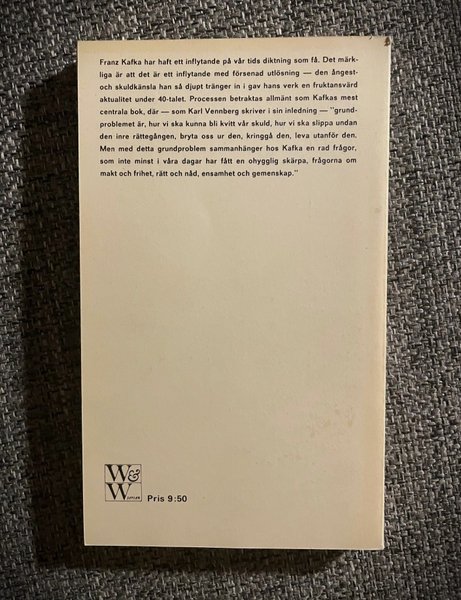 Franz Kafka har haft ett inflytande på vår tids diktning som få. Det märk-
liga är att det är ett inflytande med försenad utlösning — den ångest-
och skuldkänsla han så djupt tränger in i gav hans verk en fruktansvärd
aktualitet under 40-talet. Processen betraktas allmänt som Kafkas mest
centrala bok, där — som Karl Vennberg skriver i sin inledning — "grund-
problemet är, hur vi ska kunna bli kvitt vår skuld, hur vi ska slippa undan
den inre rättegången, bryta oss ur den, kringgå den, leva utanför den.
Men med detta grundproblem sammanhänger hos Kafka en rad frågor,
som inte minst i våra dagar har fått en ohygglig skärpa, frågorna om
makt och frihet, rätt och nåd, ensamhet och gemenskap."
W&
W
Pris 9:50